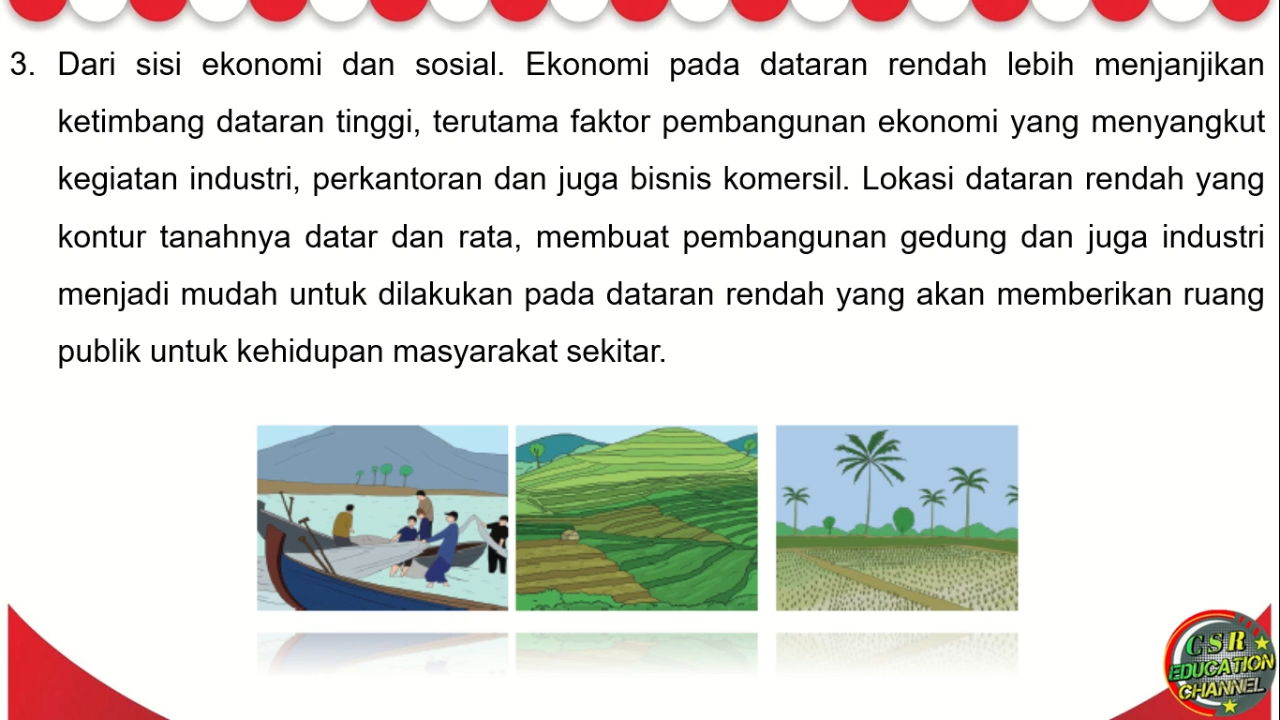 3. Dari sisi ekonomi dan sosial. Ekonomi pada dataran rendah lebih menjanjikan
ketimbang dataran tinggi, terutama faktor pembangunan ekonomi yang menyangkut
kegiatan industri, perkantoran dan juga bisnis komersil. Lokasi dataran rendah yang
kontur tanahnya datar dan rata, membuat pembangunan gedung dan juga industri
menjadi mudah untuk dilakukan pada dataran rendah yang akan memberikan ruang
publik untuk kehidupan masyarakat sekitar.
CSR
EDUCATION
CHANNEL